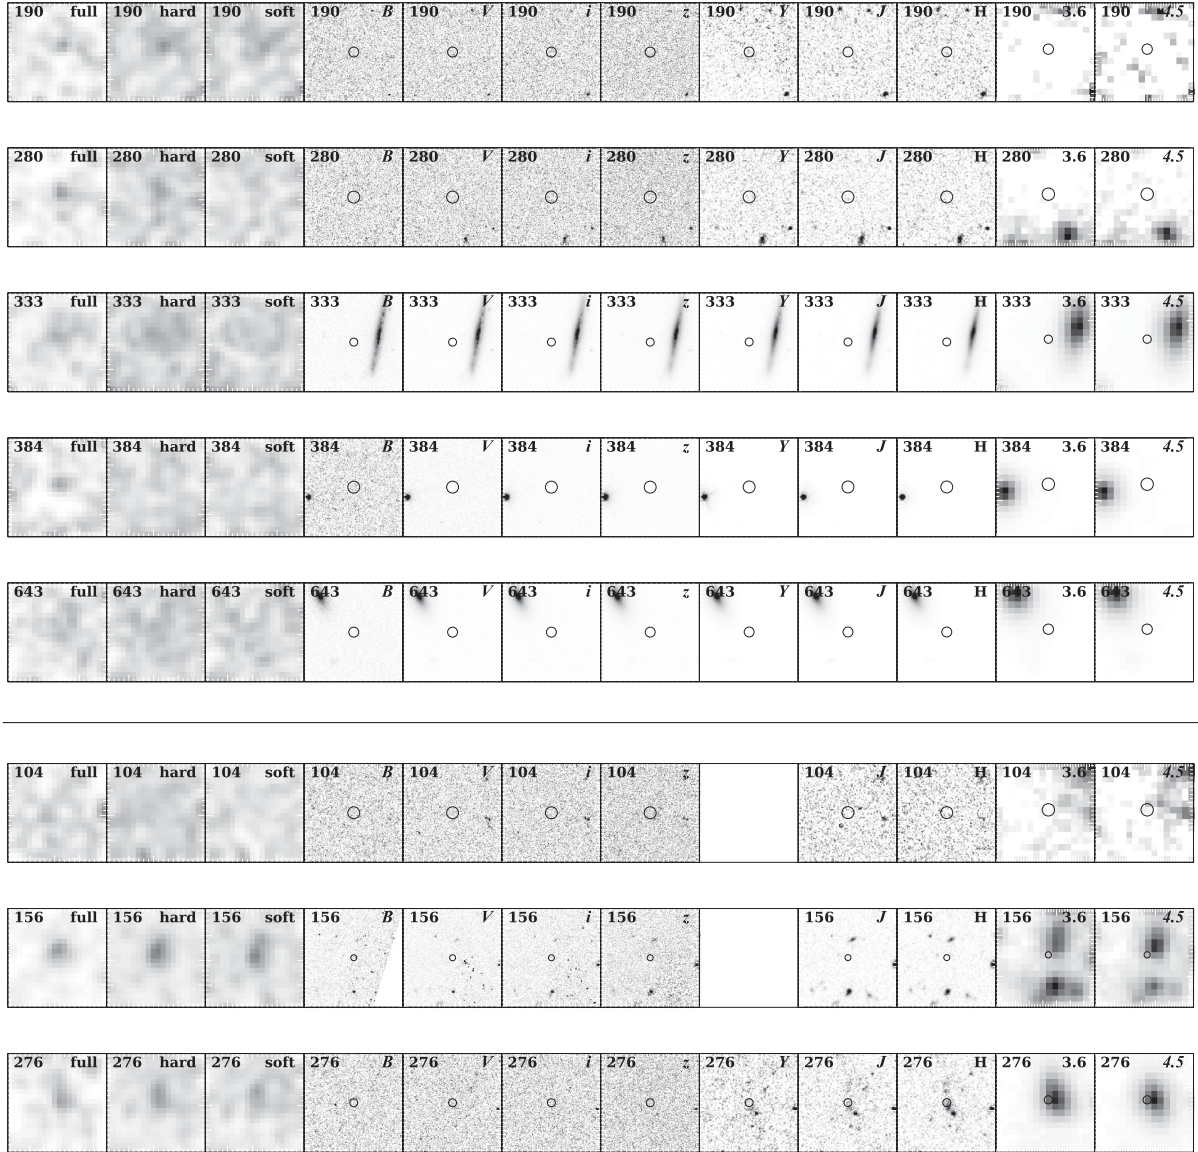 190 full 190 hard 190 soft 190 B 190 V 190 i 190 z 190 Y 190 J 190 H 190 3.6 190 4.5
280 full 280 hard 280 soft 280 B 280 V 280 i 280 z 280 Y 280 J 280 H 280 3.6 280 4.5
333 full 333 hard 333 soft 333 B 333 V 333 i 333 z 333 Y 333 J 333 H 333 3.6 333 4.5
384 full 384 hard 384 soft 384 B 384 V 384 i 384 z 384 Y 384 J 384 H 384 3.6 384 4.5
643 full 643 hard 643 soft 643 B 643 V 643 i 643 z 643 Y 643 J 643 H 643 3.6 643 4.5
104 full 104 hard 104 soft 104 B 104 V 104 i 104 z 104 J 104 H 104 3.6 104 4.5
156 full 156 hard 156 soft 156 B 156 V 156 i 156 z 156 J 156 H 156 3.6 156 4.5
276 full 276 hard 276 soft 276 B 276 V 276 i 276 z 276 Y 276 J 276 H 276 3.6 276 4.5